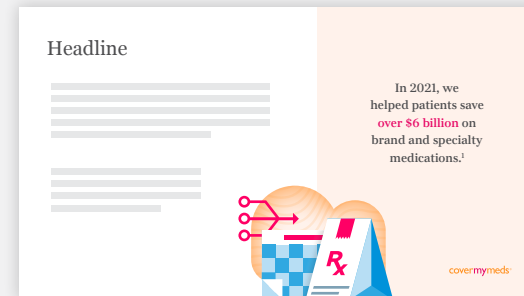 Headline
In 2021, we
helped patients save
over $6 billion on
brand and specialty
medications.¹
Rx
covermymeds®